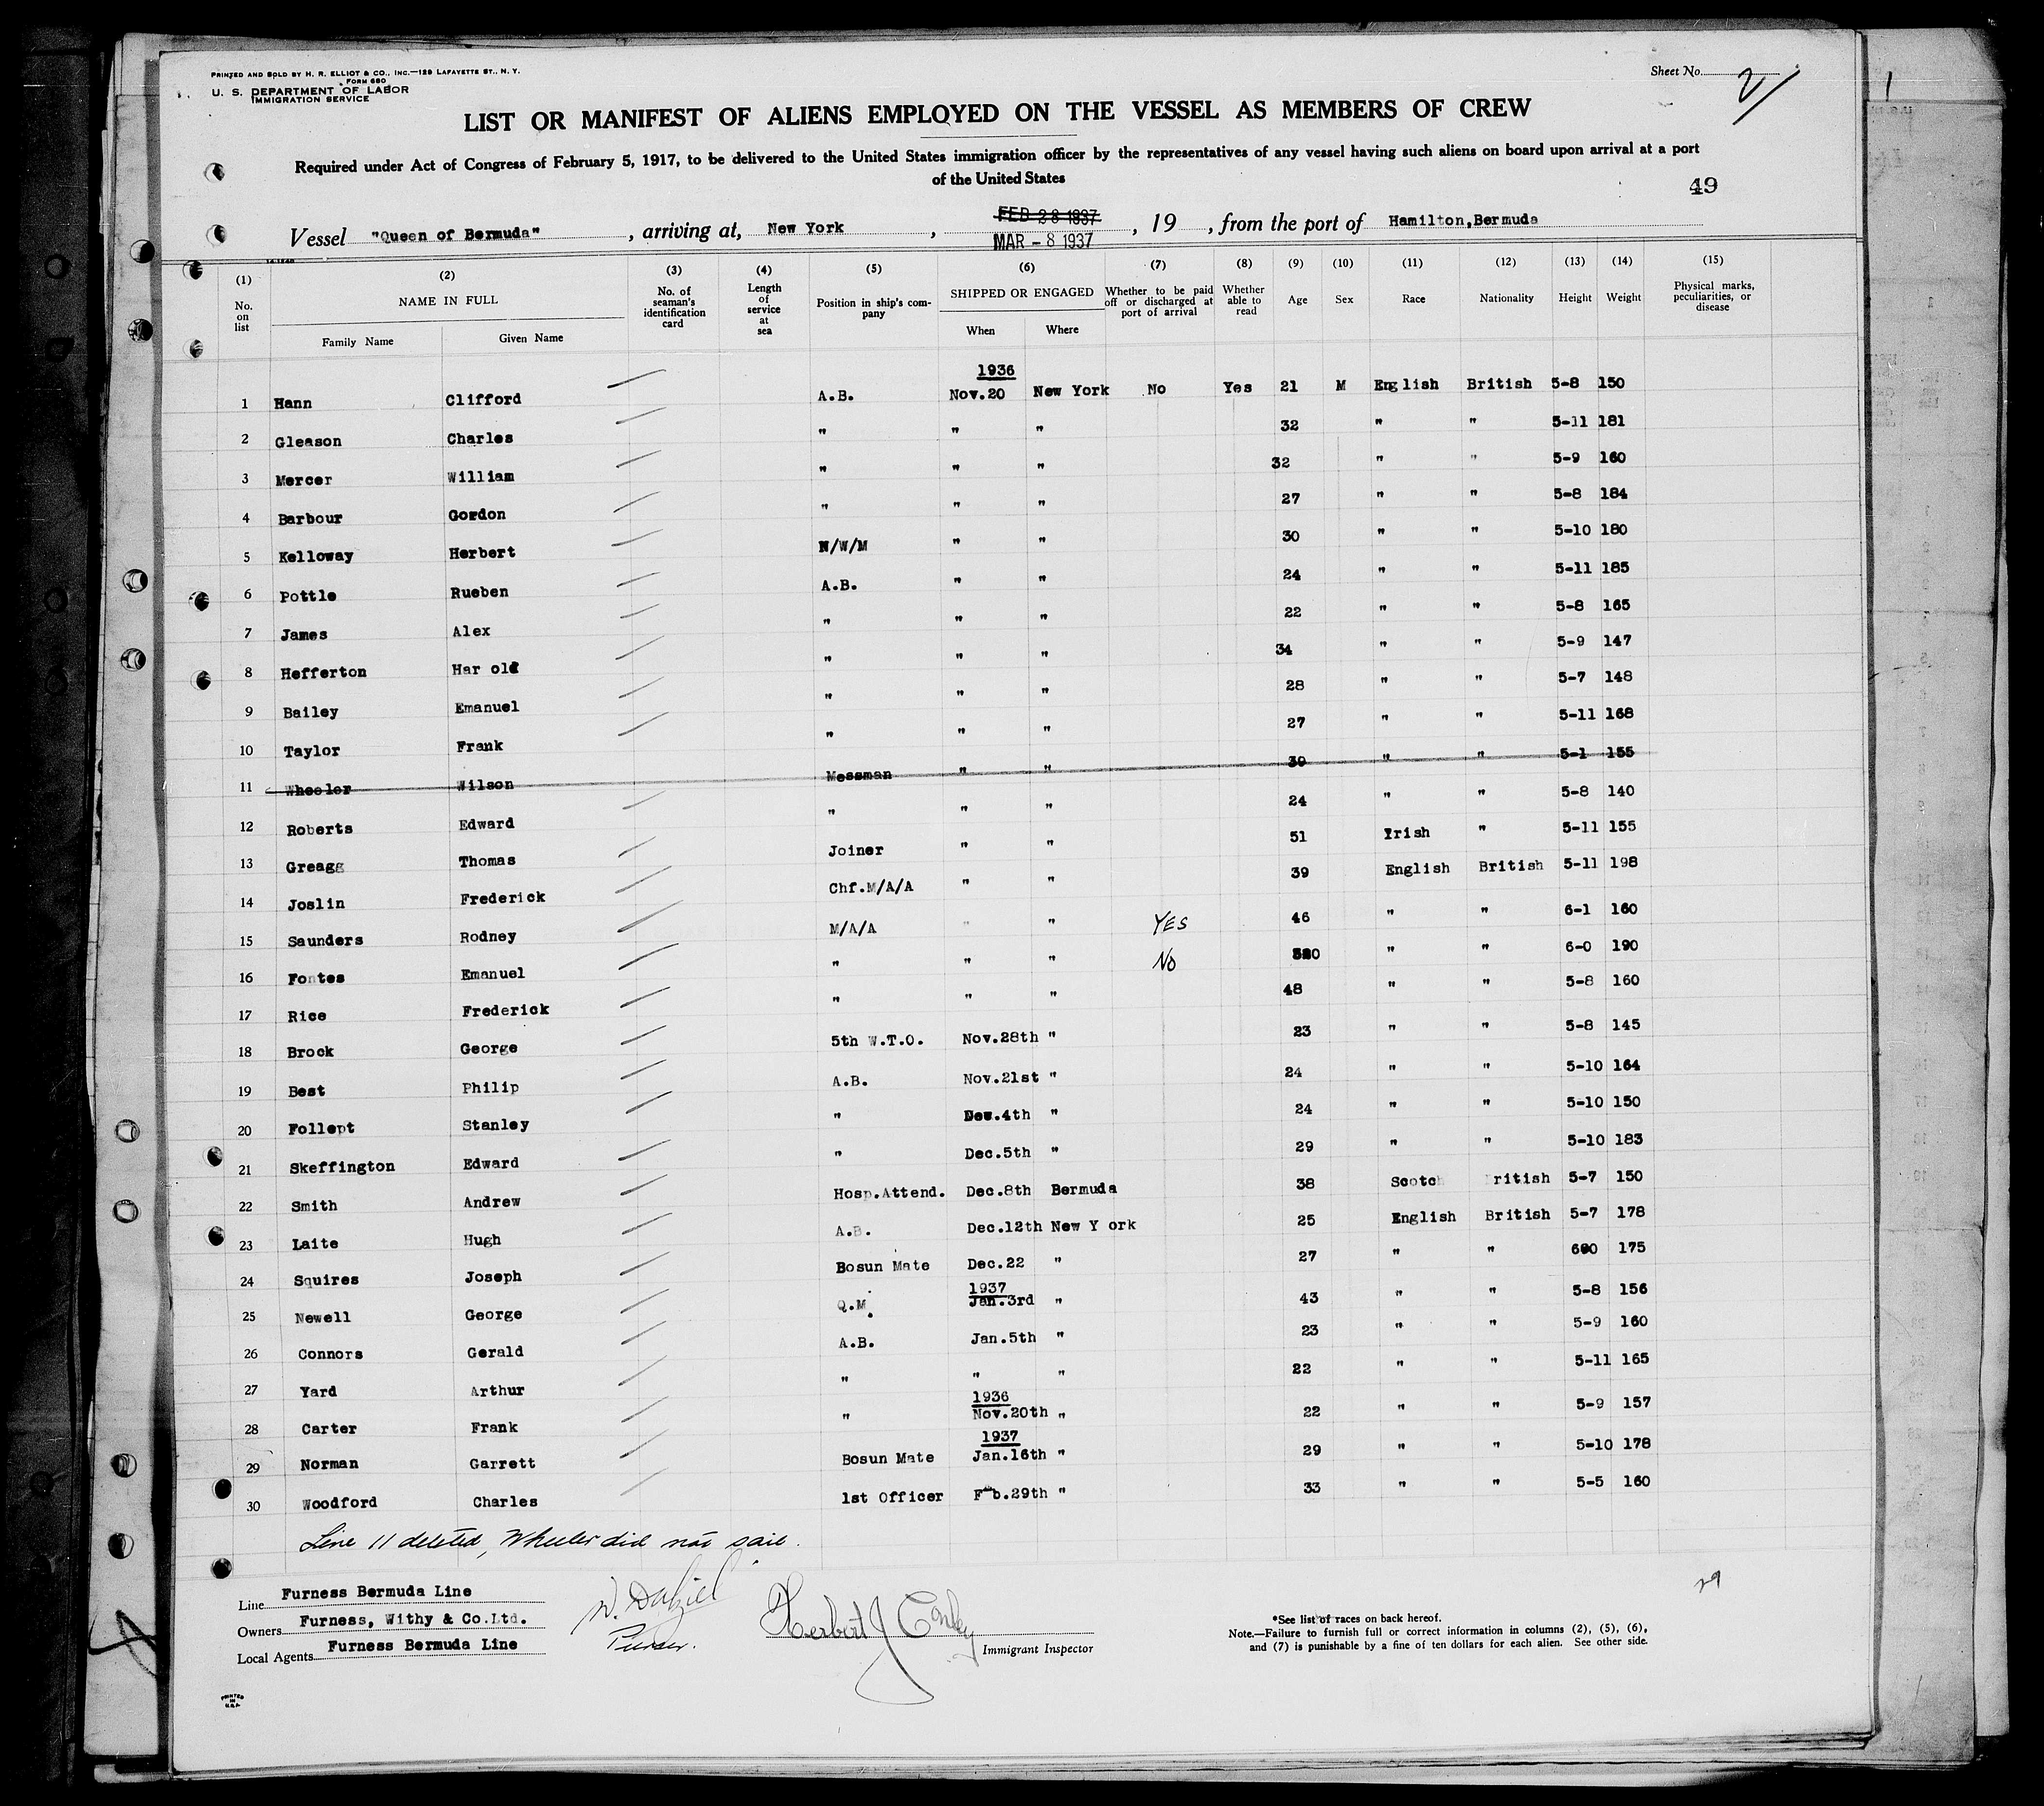 PRINTED AND SOLD BY H. R. ELLIOT & CO., INC.—129 LAFAYETTE ST., N. Y.
FORM 680
U. S. DEPARTMENT OF LABOR
IMMIGRATION SERVICE
Sheet No. 2
LIST OR MANIFEST OF ALIENS EMPLOYED ON THE VESSEL AS MEMBERS OF CREW
Required under Act of Congress of February 5, 1917, to be delivered to the United States immigration officer by the representatives of any vessel having such aliens on board upon arrival at a port
of the United States
49
FEB 28 1937
Vessel "Queen of Bermuda" , arriving at, New York , MAR - 8 1937 , 19 , from the port of Hamilton,Bermuda
(1) (2) (3) (4) (5) (6) (7) (8) (9) (10) (11) (12) (13) (14) (15)
No. on list NAME IN FULL No. of seaman's identification card Length of service at sea Position in ship's company SHIPPED OR ENGAGED Whether to be paid off or discharged at port of arrival Whether able to read Age Sex Race Nationality Height Weight Physical marks, peculiarities, or disease
Family Name Given Name When Where
1936
1 Hann Clifford A.B. Nov.20 New York No Yes 21 M English British 5-8 150
2 Gleason Charles " " " 32 " " 5-11 181
3 Mercer William " " " 32 " " 5-9 160
4 Barbour Gordon " " " 27 " " 5-8 184
5 Kelloway Herbert N/W/M " " 30 " " 5-10 180
6 Pottle Rueben A.B. " " 24 " " 5-11 185
7 James Alex " " " 22 " " 5-8 165
8 Hefferton Har old " " " 34 " " 5-9 147
9 Bailey Emanuel " " " 28 " " 5-7 148
10 Taylor Frank " " " 27 " " 5-11 168
11 Wheeler Wilson Messman " " 39 " " 5-1 155
12 Roberts Edward " " " 24 " " 5-8 140
13 Greagg Thomas Joiner " " 51 Irish " 5-11 155
14 Joslin Frederick Chf.M/A/A " " 39 English British 5-11 198
15 Saunders Rodney M/A/A " " YES 46 " " 6-1 160
16 Fontes Emanuel " " " No " " 6-0 190
17 Rice Frederick " " " 48 " " 5-8 160
18 Brock George 5th W.T.O. Nov.28th " 23 " " 5-8 145
19 Best Philip A.B. Nov.21st " 24 " " 5-10 164
20 Follept Stanley " 4th " 24 " " 5-10 150
21 Skeffington Edward " Dec.5th " 29 " " 5-10 183
22 Smith Andrew Hosp.Attend. Dec.8th Bermuda 38 Scotch ritish 5-7 150
23 Laite Hugh A.B. Dec.12th New Y ork 25 English British 5-7 178
24 Squires Joseph Bosun Mate Dec.22 " 27 " " 175
1937
25 Newell George Q.M. Jan.3rd " 43 " " 5-8 156
26 Connors Gerald A.B. Jan.5th " 23 " " 5-9 160
27 Yard Arthur " " " 22 " " 5-11 165
1936
28 Carter Frank " Nov.20th " 22 " " 5-9 157
1937
29 Norman Garrett Bosun Mate Jan.16th " 29 " " 5-10 178
30 Woodford Charles 1st Officer Feb.29th " 33 " " 5-5 160
Line 11 deleted, Wheeler did not sail.
29
Line Furness Bermuda Line
Owners Furness, Withy & Co.Ltd.
Local Agents Furness Bermuda Line
W. Dalziel
Purser.
Herbert J Conley
Immigrant Inspector
*See list of races on back hereof.
Note.—Failure to furnish full or correct information in columns (2), (5), (6),
and (7) is punishable by a fine of ten dollars for each alien. See other side.
PRINTED
IN
U.S.A.